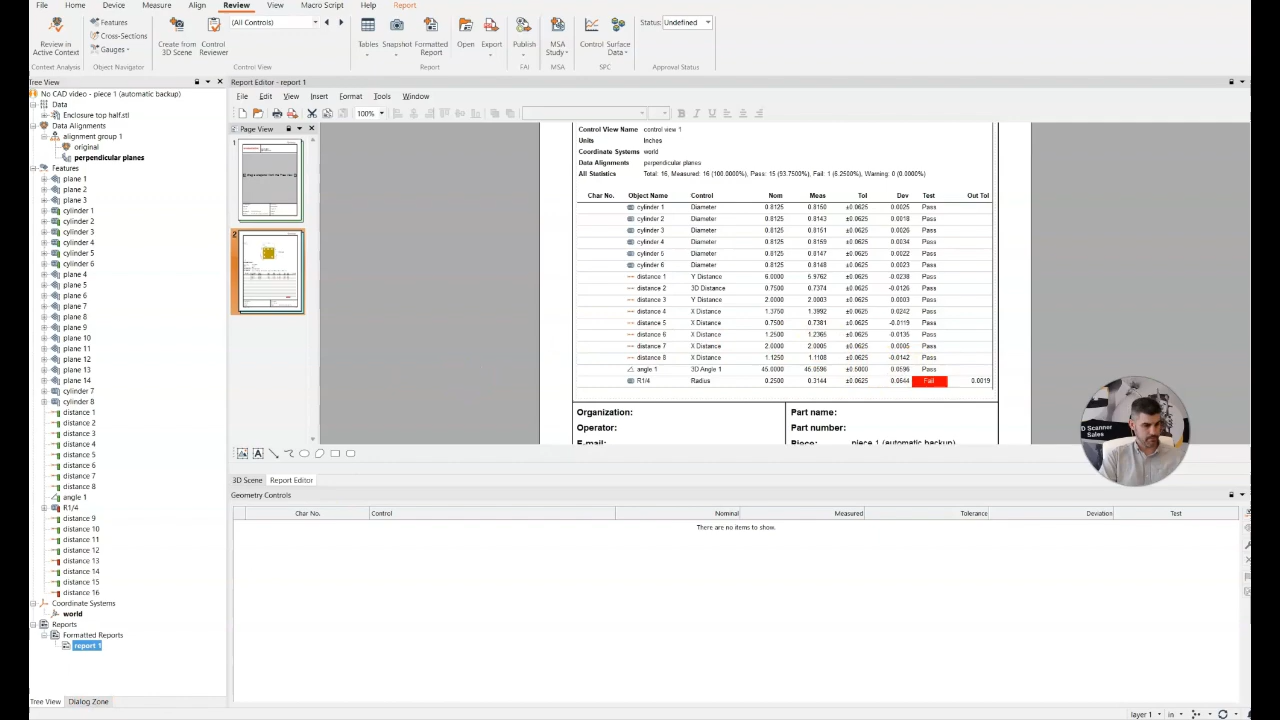 File Home View Device Measure Align Review View Macro Script Help Report
Review in Active Context
Features
Cross-Sections
Gauges
Create from 3D Scene
Control Reviewer
(All Controls)
Tables
Snapshot
Formatted Report
Open
Export
Publish
MSA Study
Control
Surface Data
Status: Undefined
Context Analysis Object Navigator Control View Report FAI MSA SPC Approval Status
Tree View
No CAD video - piece 1 (automatic backup)
Data
Enclosure top half.stl
Data Alignments
alignment group 1
original
perpendicular planes
Features
plane 1
plane 2
plane 3
cylinder 1
cylinder 2
cylinder 3
cylinder 4
cylinder 5
cylinder 6
plane 4
plane 5
plane 6
plane 7
plane 8
plane 9
plane 10
plane 11
plane 12
plane 13
plane 14
cylinder 7
cylinder 8
distance 1
distance 2
distance 3
distance 4
distance 5
distance 6
distance 7
distance 8
angle 1
R1/4
distance 9
distance 10
distance 11
distance 12
distance 13
distance 14
distance 15
distance 16
Coordinate Systems
world
Reports
Formatted Reports
report 1
Tree View Dialog Zone
Report Editor - report 1
File Edit View Insert Format Tools Window
100%
B I U
Page View
1
2
Control View Name control view 1
Units Inches
Coordinate Systems world
Data Alignments perpendicular planes
All Statistics Total: 16, Measured: 16 (100.0000%), Pass: 15 (93.7500%), Fail: 1 (6.2500%), Warning: 0 (0.0000%)
Char No. Object Name Control Nom Meas Tol Dev Test Out Tol
cylinder 1 Diameter 0.8125 0.8150 ±0.0625 0.0025 Pass
cylinder 2 Diameter 0.8125 0.8143 ±0.0625 0.0018 Pass
cylinder 3 Diameter 0.8125 0.8151 ±0.0625 0.0026 Pass
cylinder 4 Diameter 0.8125 0.8159 ±0.0625 0.0034 Pass
cylinder 5 Diameter 0.8125 0.8147 ±0.0625 0.0022 Pass
cylinder 6 Diameter 0.8125 0.8148 ±0.0625 0.0023 Pass
distance 1 Y Distance 6.0000 5.9762 ±0.0625 -0.0238 Pass
distance 2 3D Distance 0.7500 0.7374 ±0.0625 -0.0126 Pass
distance 3 Y Distance 2.0000 2.0003 ±0.0625 0.0003 Pass
distance 4 X Distance 1.3750 1.3992 ±0.0625 0.0242 Pass
distance 5 X Distance 0.7500 0.7381 ±0.0625 -0.0119 Pass
distance 6 X Distance 1.2500 1.2365 ±0.0625 -0.0135 Pass
distance 7 X Distance 2.0000 2.0005 ±0.0625 0.0005 Pass
distance 8 X Distance 1.1250 1.1108 ±0.0625 -0.0142 Pass
angle 1 3D Angle 1 45.0000 45.0596 ±0.5000 0.0596 Pass
R1/4 Radius 0.2500 0.3144 ±0.0625 0.0644 Fail 0.0019
Organization: Part name:
Operator: Part number:
E-mail: Piece: piece 1 (automatic backup)
D Scanner
Sales
A
3D Scene Report Editor
Geometry Controls
Char No. Control Nominal Measured Tolerance Deviation Test
There are no items to show.
layer 1 in